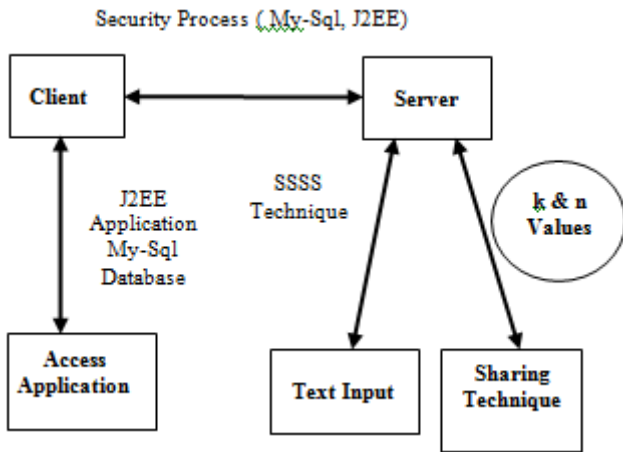 Security Process ( My-Sql, J2EE)
Client
Server
J2EE
Application
My-Sql
Database
SSSS
Technique
k & n
Values
Access
Application
Text Input
Sharing
Technique